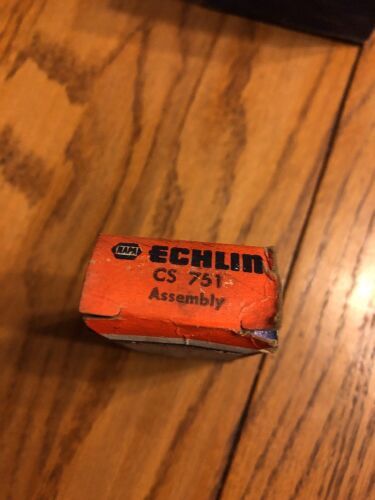 NAPA ECHLIN
CS 751
Assembly